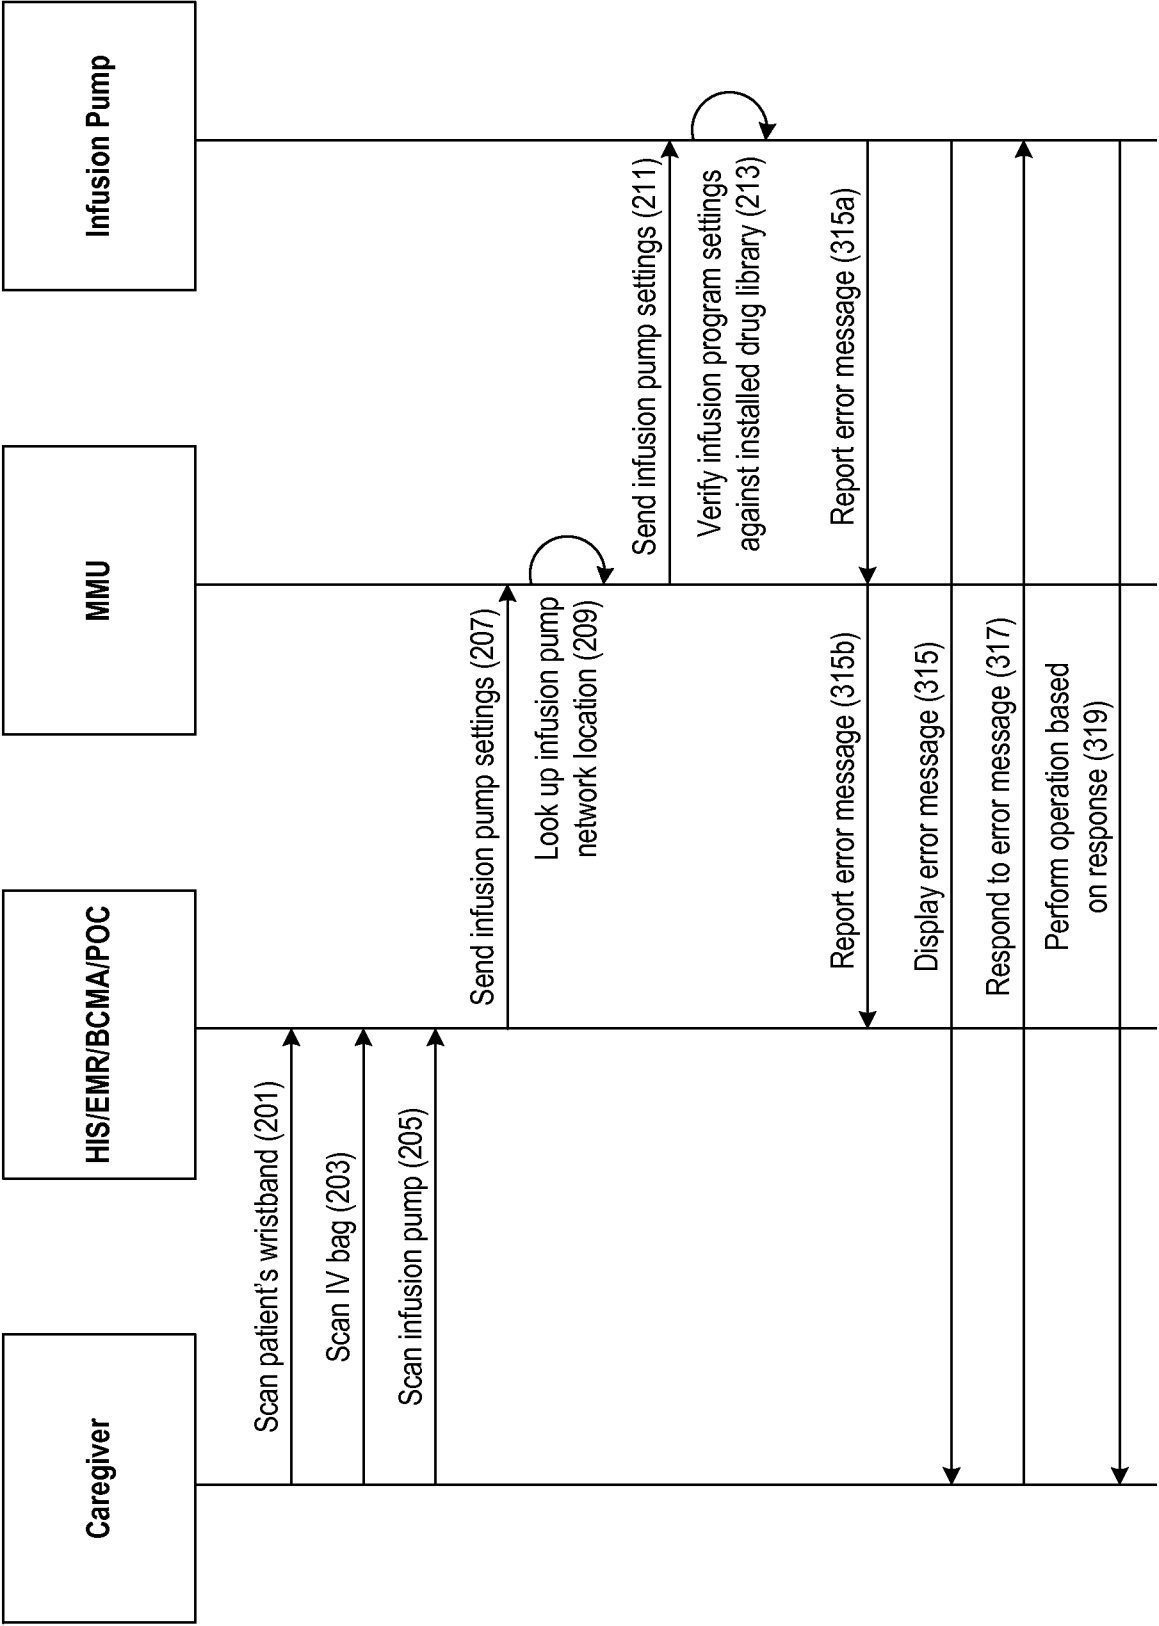 Caregiver
HIS/EMR/BCMA/POC
MMU
Infusion Pump
Scan patient's wristband (201)
Scan IV bag (203)
Scan infusion pump (205)
Send infusion pump settings (207)
Look up infusion pump
network location (209)
Send infusion pump settings (211)
Verify infusion program settings
against installed drug library (213)
Report error message (315a)
Report error message (315b)
Display error message (315)
Respond to error message (317)
Perform operation based
on response (319)